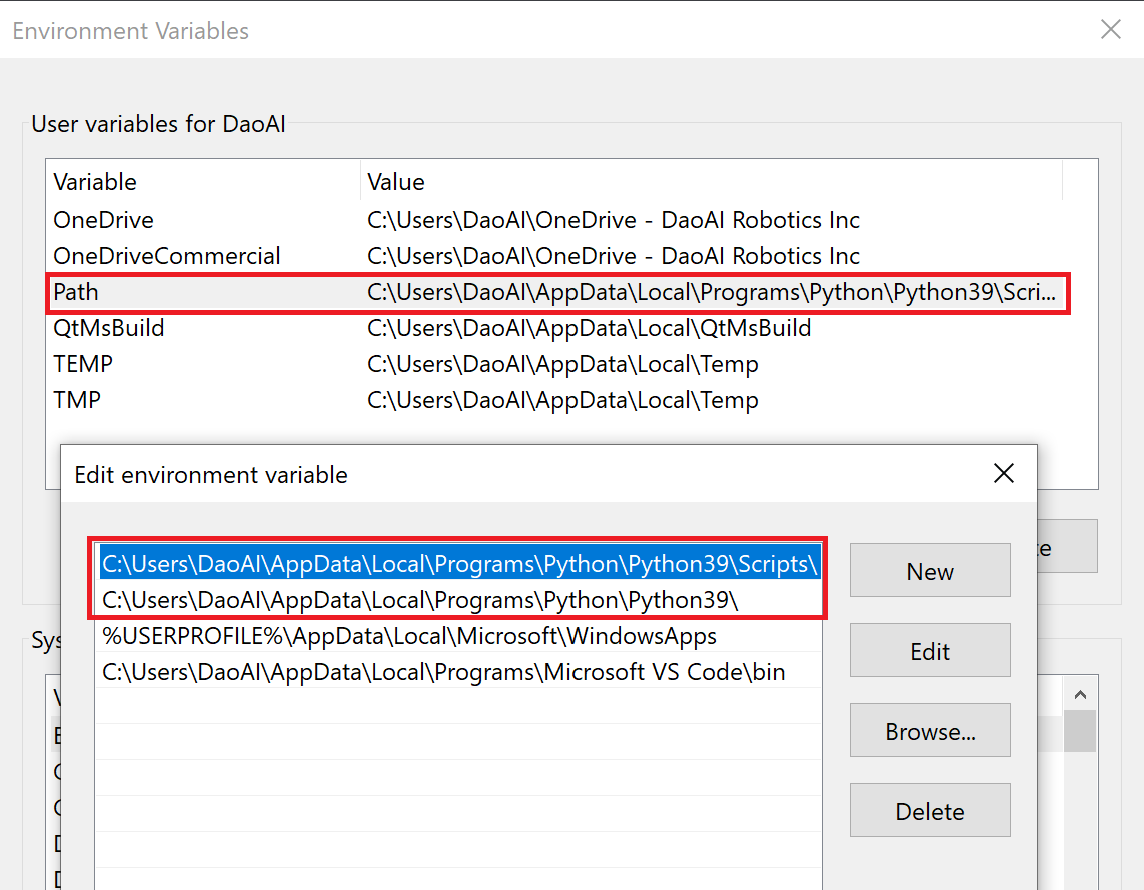 Environment Variables
User variables for DaoAI
Variable Value
OneDrive C:\Users\DaoAI\OneDrive - DaoAI Robotics Inc
OneDriveCommercial C:\Users\DaoAI\OneDrive - DaoAI Robotics Inc
Path C:\Users\DaoAI\AppData\Local\Programs\Python\Python39\Scri...
QtMsBuild C:\Users\DaoAI\AppData\Local\QtMsBuild
TEMP C:\Users\DaoAI\AppData\Local\Temp
TMP C:\Users\DaoAI\AppData\Local\Temp
Edit environment variable
C:\Users\DaoAI\AppData\Local\Programs\Python\Python39\Scripts\
C:\Users\DaoAI\AppData\Local\Programs\Python\Python39\
%USERPROFILE%\AppData\Local\Microsoft\WindowsApps
C:\Users\DaoAI\AppData\Local\Programs\Microsoft VS Code\bin
New
Edit
Browse...
Delete